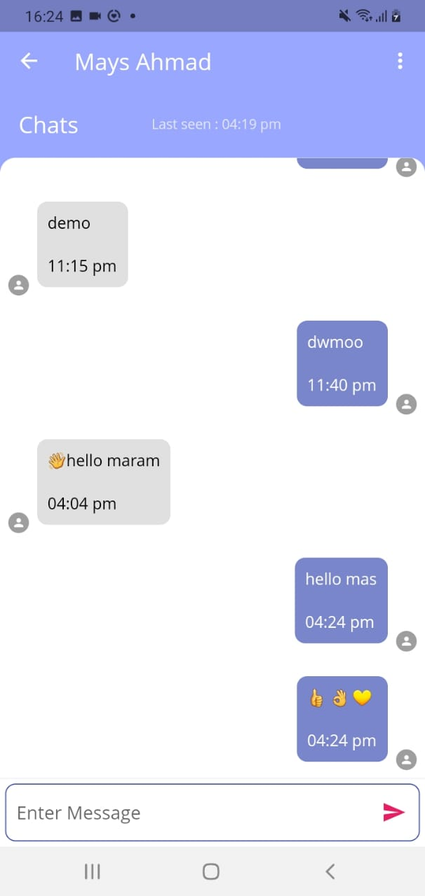 16:24
Mays Ahmad
Chats
Last seen : 04:19 pm
demo
11:15 pm
dwmoo
11:40 pm
👋hello maram
04:04 pm
hello mas
04:24 pm
👍👌💛
04:24 pm
Enter Message